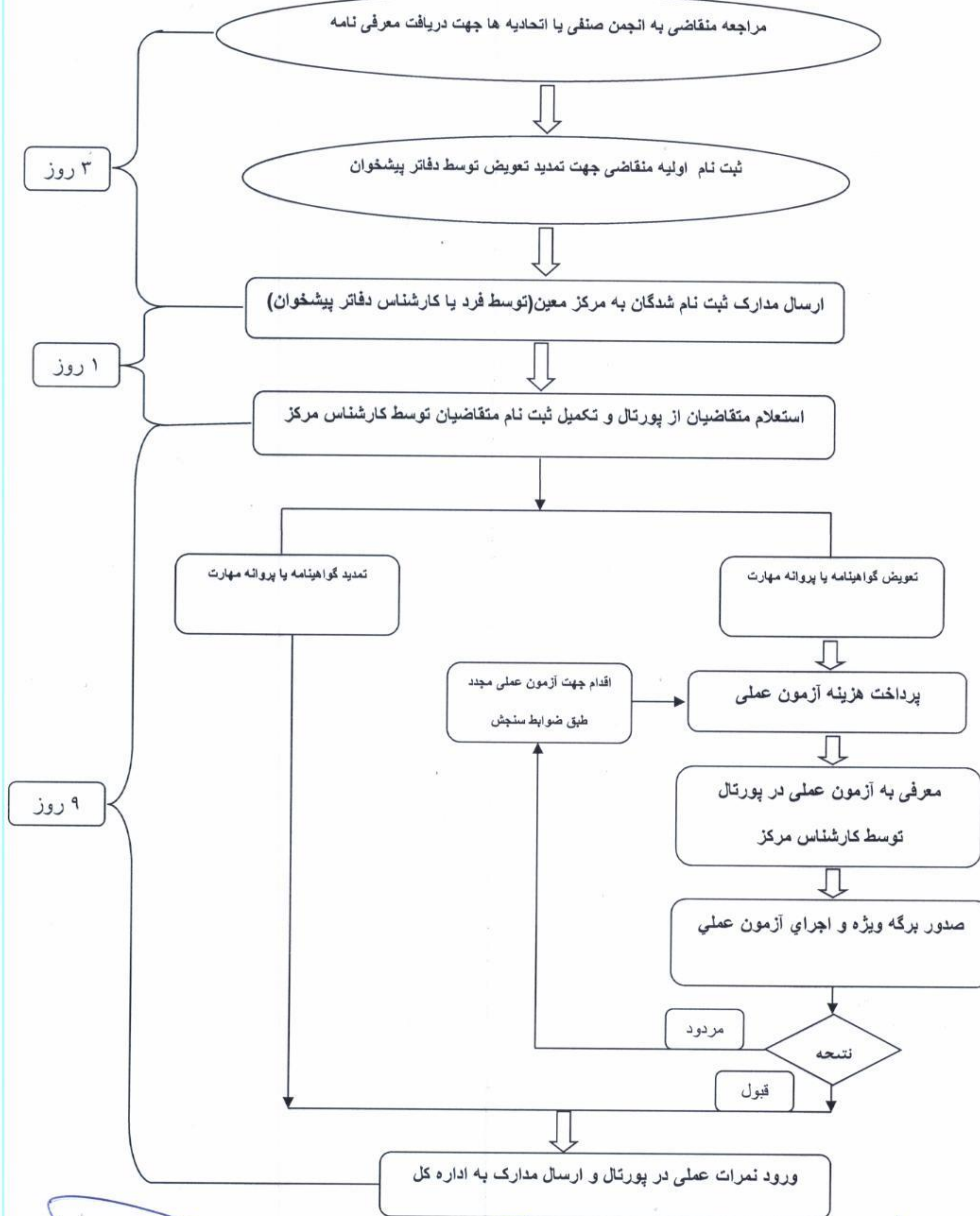 مراجعه متقاضی به انجمن صنفی یا اتحادیه ها جهت دریافت معرفی نامه
ثبت نام اولیه متقاضی جهت تمدید تعویض توسط دفاتر پیشخوان
۳ روز
ارسال مدارک ثبت نام شدگان به مرکز معین(توسط فرد یا کارشناس دفاتر پیشخوان)
۱ روز
استعلام متقاضیان از پورتال و تکمیل ثبت نام متقاضیان توسط کارشناس مرکز
تعویض گواهینامه یا پروانه مهارت
تمدید گواهینامه یا پروانه مهارت
پرداخت هزینه آزمون عملی
اقدام جهت آزمون عملی مجدد
طبق ضوابط سنجش
معرفی به آزمون عملی در پورتال
توسط کارشناس مرکز
۹ روز
صدور برگه ویژه و اجراي آزمون عملي
نتیجه
مردود
قبول
ورود نمرات عملی در پورتال و ارسال مدارک به اداره کل